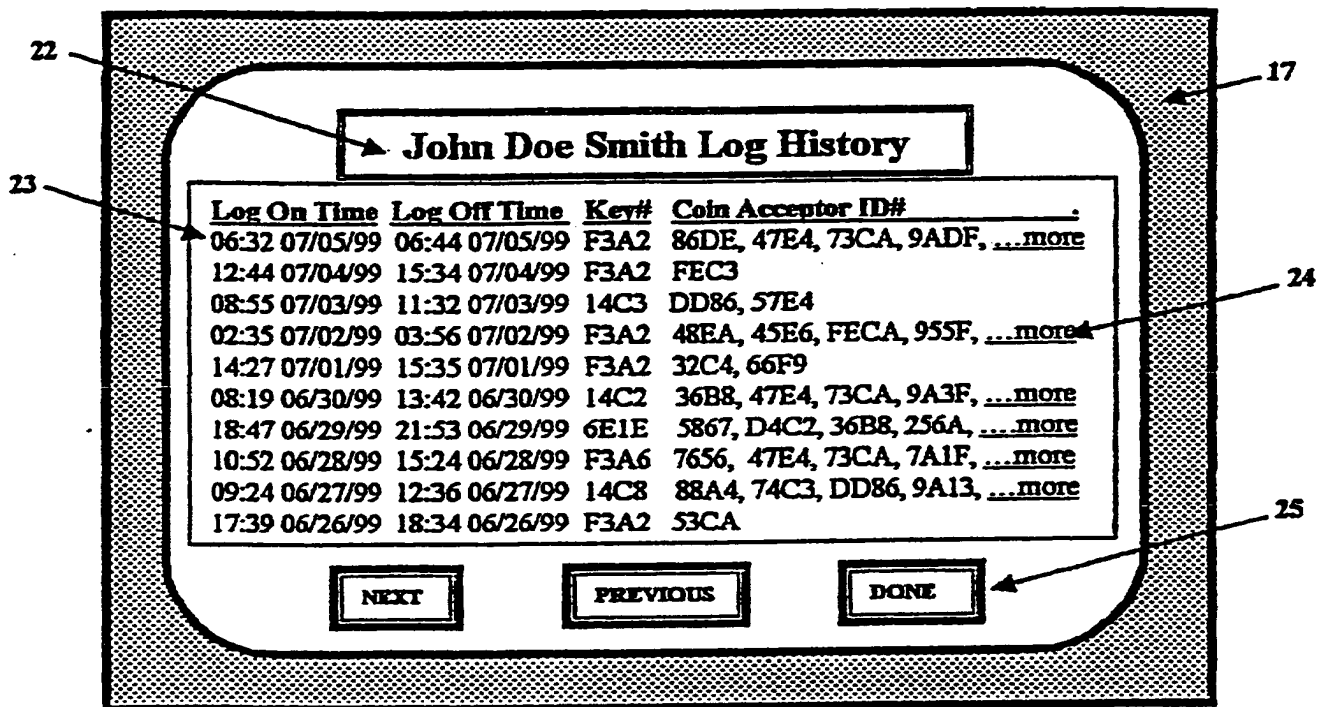 22
17
John Doe Smith Log History
23
Log On Time Log Off Time Key# Coin Acceptor ID#
06:32 07/05/99 06:44 07/05/99 F3A2 86DE, 47E4, 73CA, 9ADF, ...more
12:44 07/04/99 15:34 07/04/99 F3A2 FEC3
08:55 07/03/99 11:32 07/03/99 14C3 DD86, 57E4
24
02:35 07/02/99 03:56 07/02/99 F3A2 48EA, 45E6, FECA, 955F, ...more
14:27 07/01/99 15:35 07/01/99 F3A2 32C4, 66F9
08:19 06/30/99 13:42 06/30/99 14C2 36B8, 47E4, 73CA, 9A3F, ...more
18:47 06/29/99 21:53 06/29/99 6E1E 5867, D4C2, 36B8, 256A, ....more
10:52 06/28/99 15:24 06/28/99 F3A6 7656, 47E4, 73CA, 7A1F, ...more
09:24 06/27/99 12:36 06/27/99 14C8 88A4, 74C3, DD86, 9A13, ...more
17:39 06/26/99 18:34 06/26/99 F3A2 53CA
25
NEXT PREVIOUS DONE